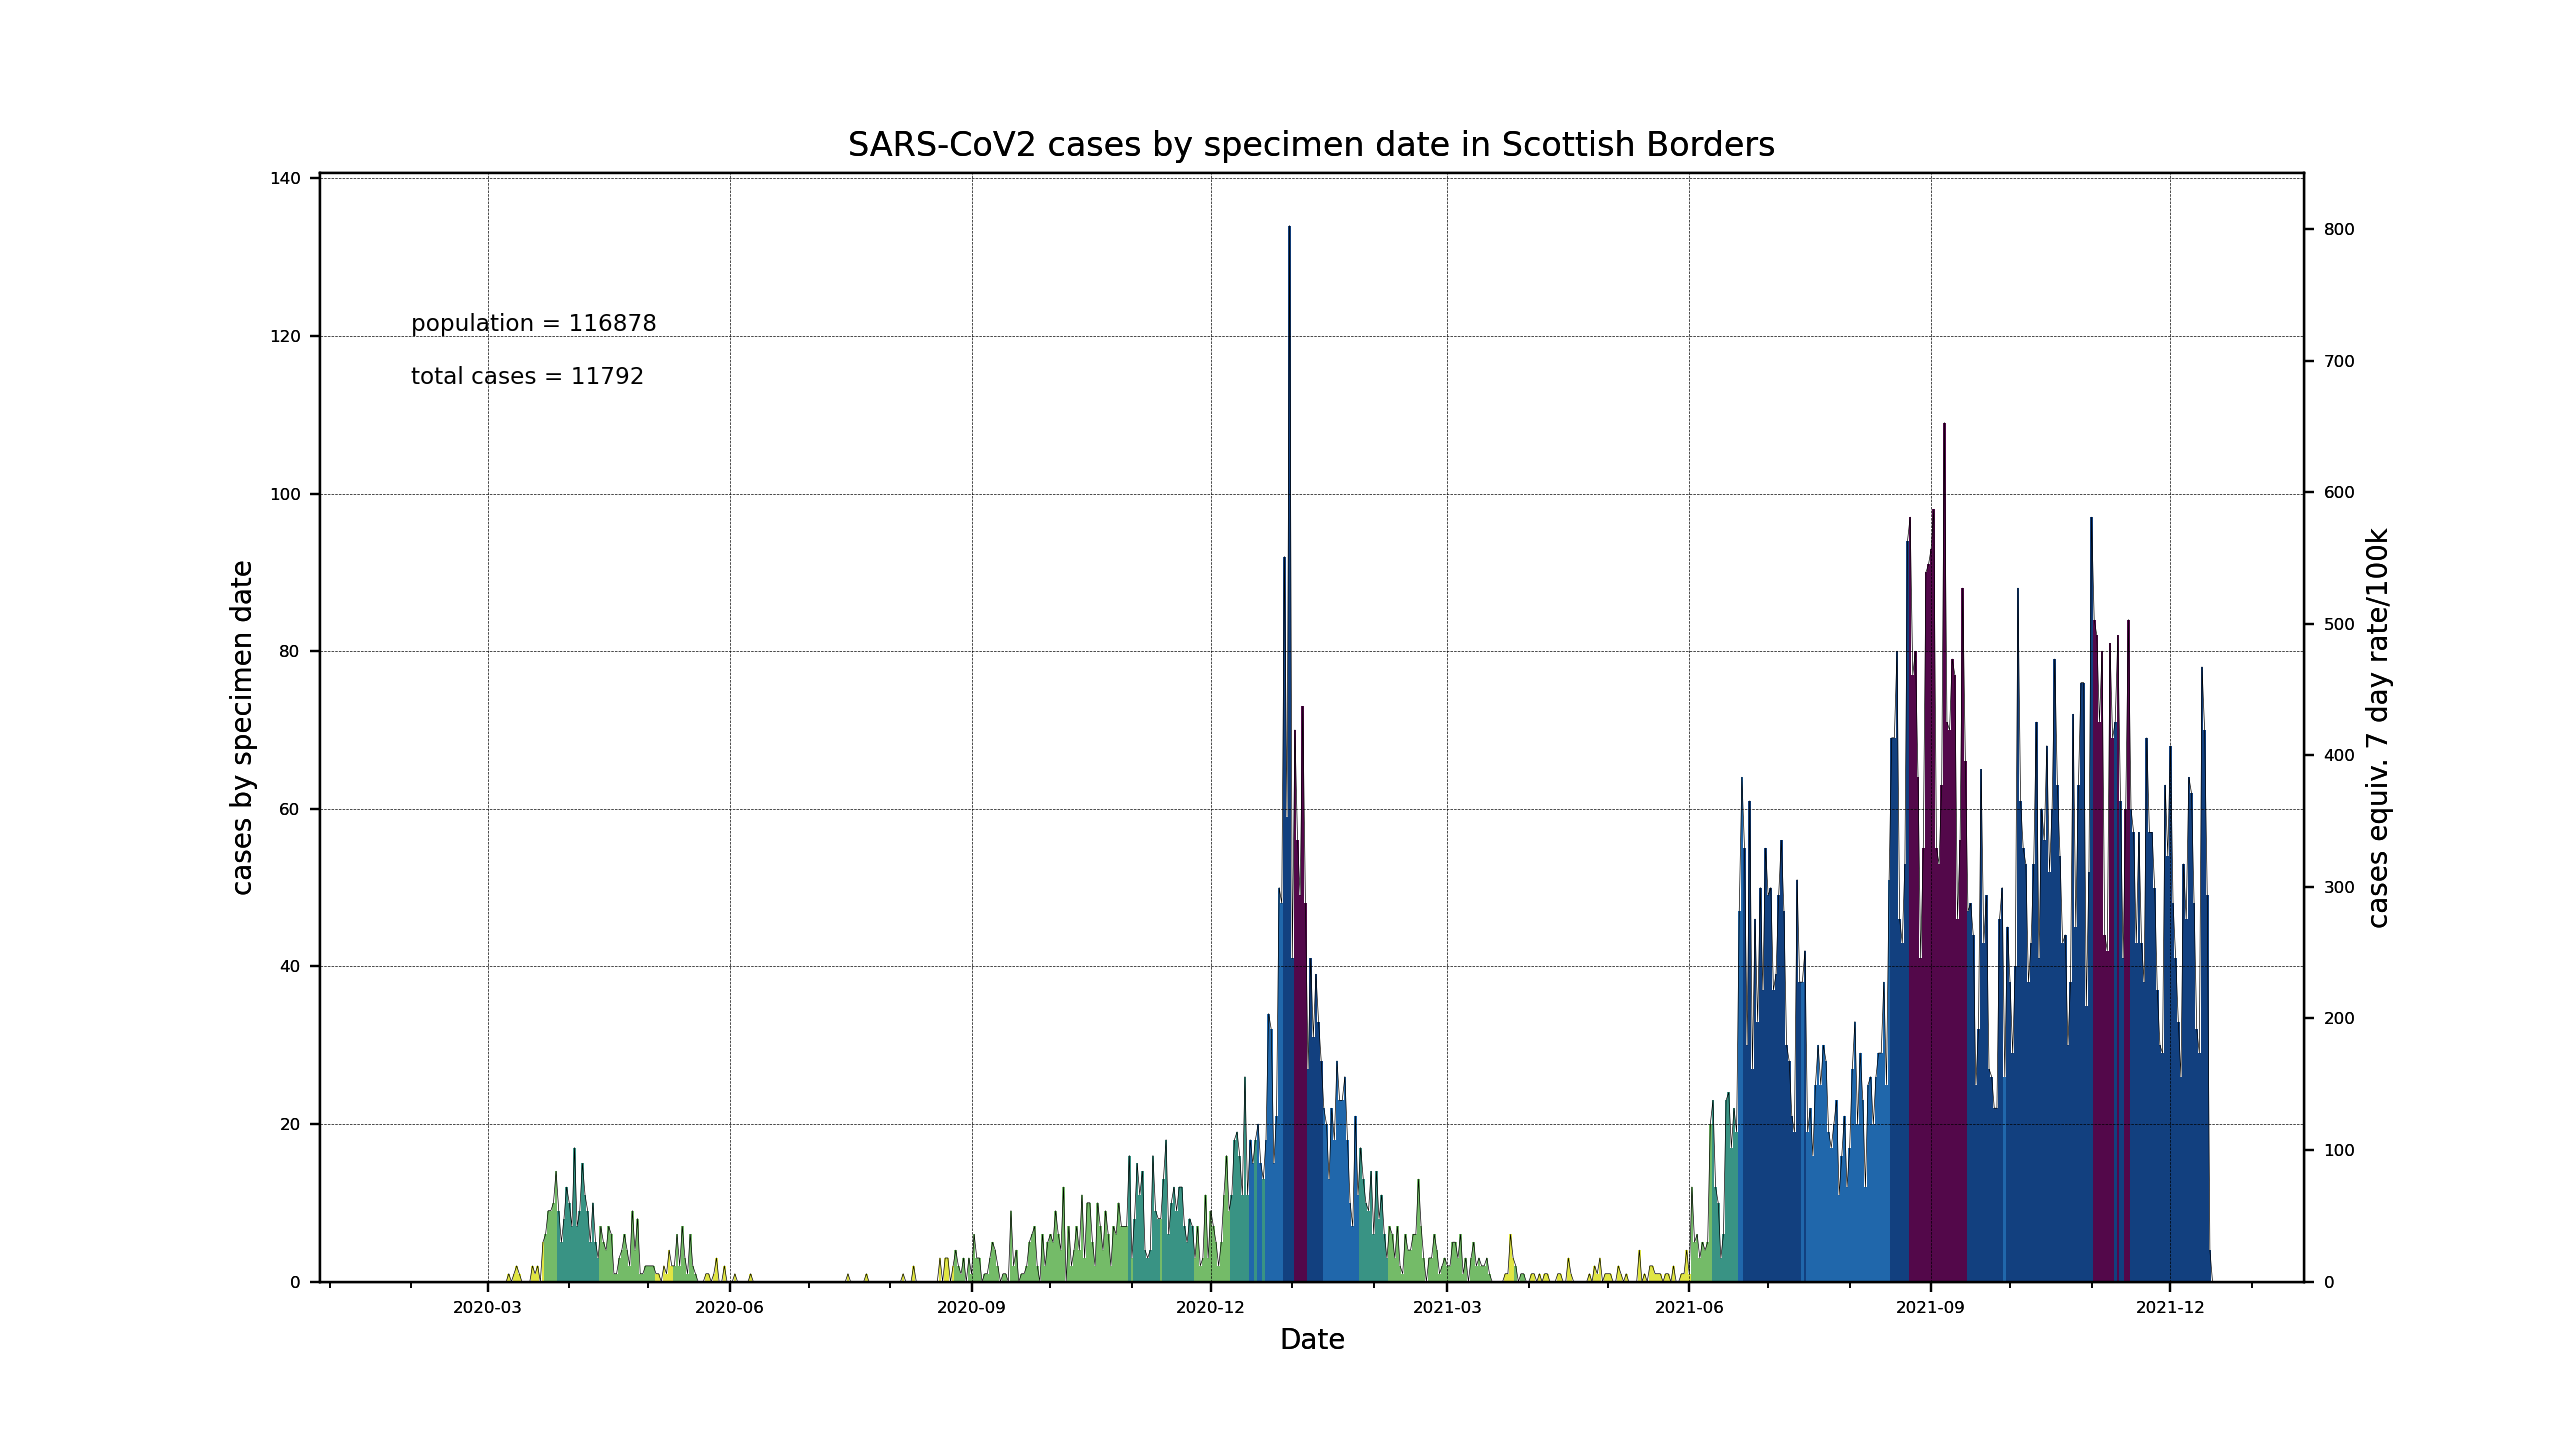 SARS-CoV2 cases by specimen date in Scottish Borders
140
120
100
80
60
40
20
0
cases by specimen date
population = 116878
total cases = 11792
800
700
600
500
400
300
200
100
0
cases equiv. 7 day rate/100k
2020-03 2020-06 2020-09 2020-12 2021-03 2021-06 2021-09 2021-12
Date